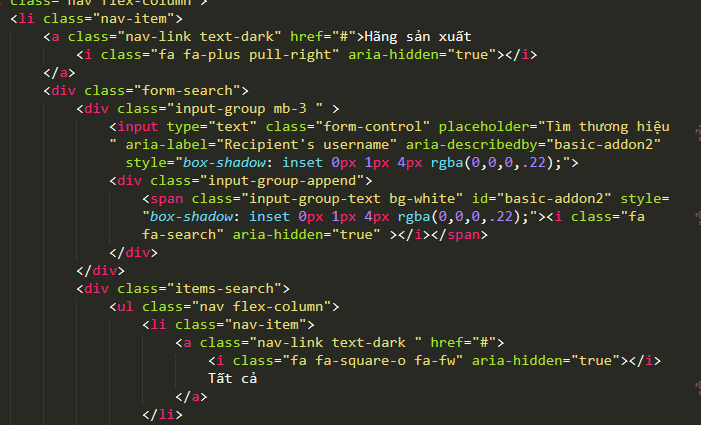 class="nav flex-column">
<li class="nav-item">
<a class="nav-link text-dark" href="#">Hãng sản xuất
<i class="fa fa-plus pull-right" aria-hidden="true"></i>
</a>
<div class="form-search">
<div class="input-group mb-3 " >
<input type="text" class="form-control" placeholder="Tìm thương hiệu
" aria-label="Recipient's username" aria-describedby="basic-addon2"
style="box-shadow: inset 0px 1px 4px rgba(0,0,0,.22);">
<div class="input-group-append">
<span class="input-group-text bg-white" id="basic-addon2" style=
"box-shadow: inset 0px 1px 4px rgba(0,0,0,.22);"><i class="fa
fa-search" aria-hidden="true" ></i></span>
</div>
</div>
<div class="items-search">
<ul class="nav flex-column">
<li class="nav-item">
<a class="nav-link text-dark " href="#">
<i class="fa fa-square-o fa-fw" aria-hidden="true"></i>
Tất cả
</a>
</li>